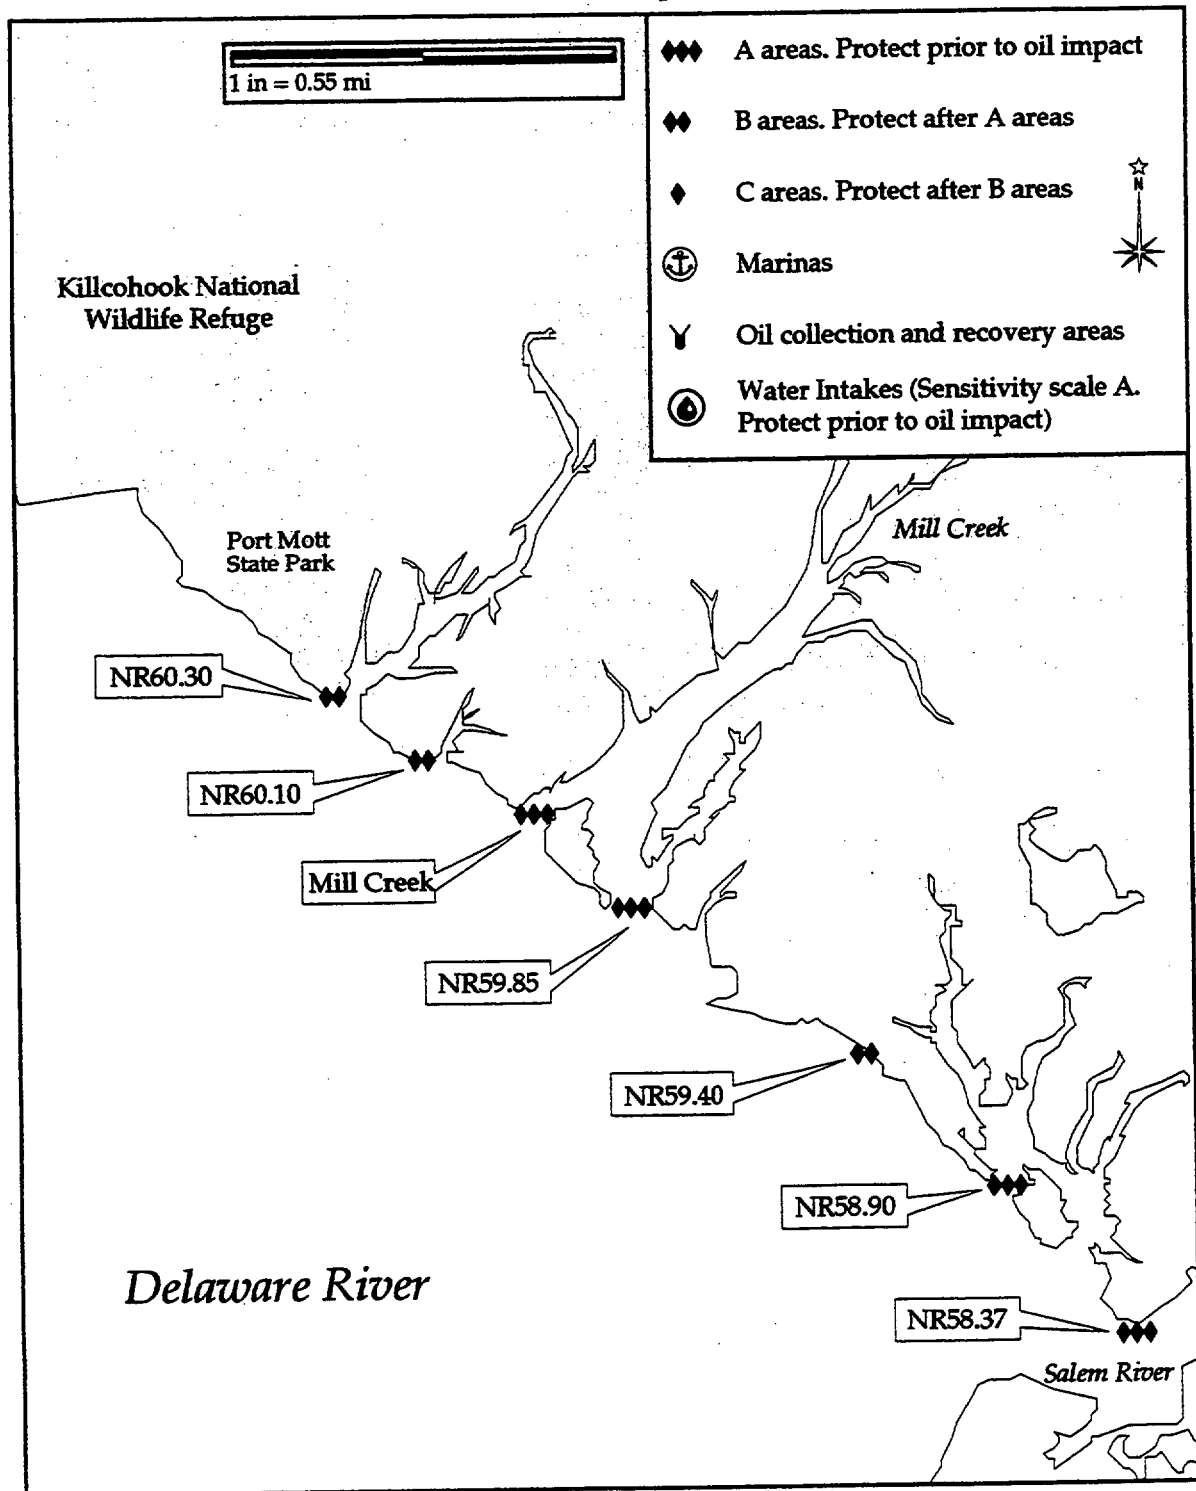 1 in = 0.55 mi
A areas. Protect prior to oil impact
B areas. Protect after A areas
C areas. Protect after B areas
N
Marinas
Oil collection and recovery areas
Water Intakes (Sensitivity scale A.
Protect prior to oil impact)
Killcohook National
Wildlife Refuge
Mill Creek
Port Mott
State Park
NR60.30
NR60.10
Mill Creek
NR59.85
NR59.40
NR58.90
Delaware River
NR58.37
Salem River